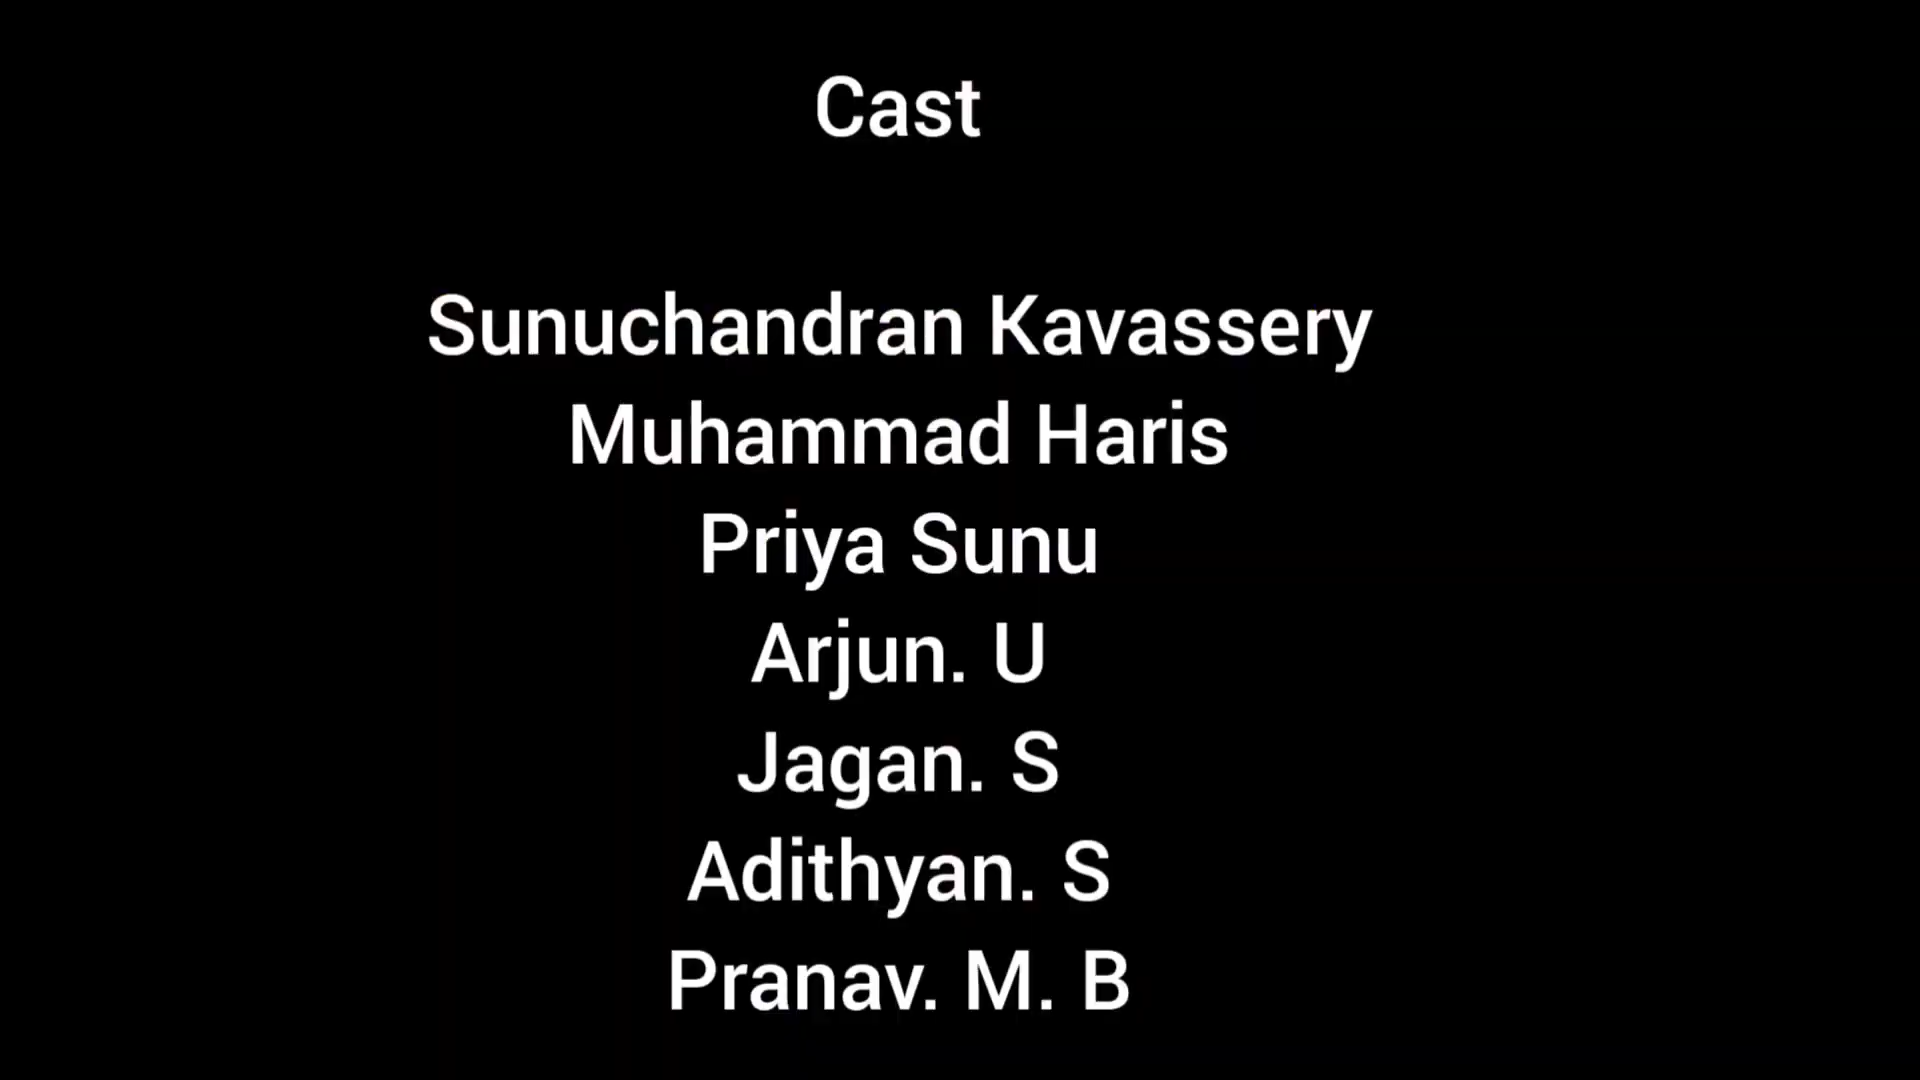 Cast
Sunuchandran Kavassery
Muhammad Haris
Priya Sunu
Arjun. U
Jagan. S
Adithyan. S
Pranav. M. B